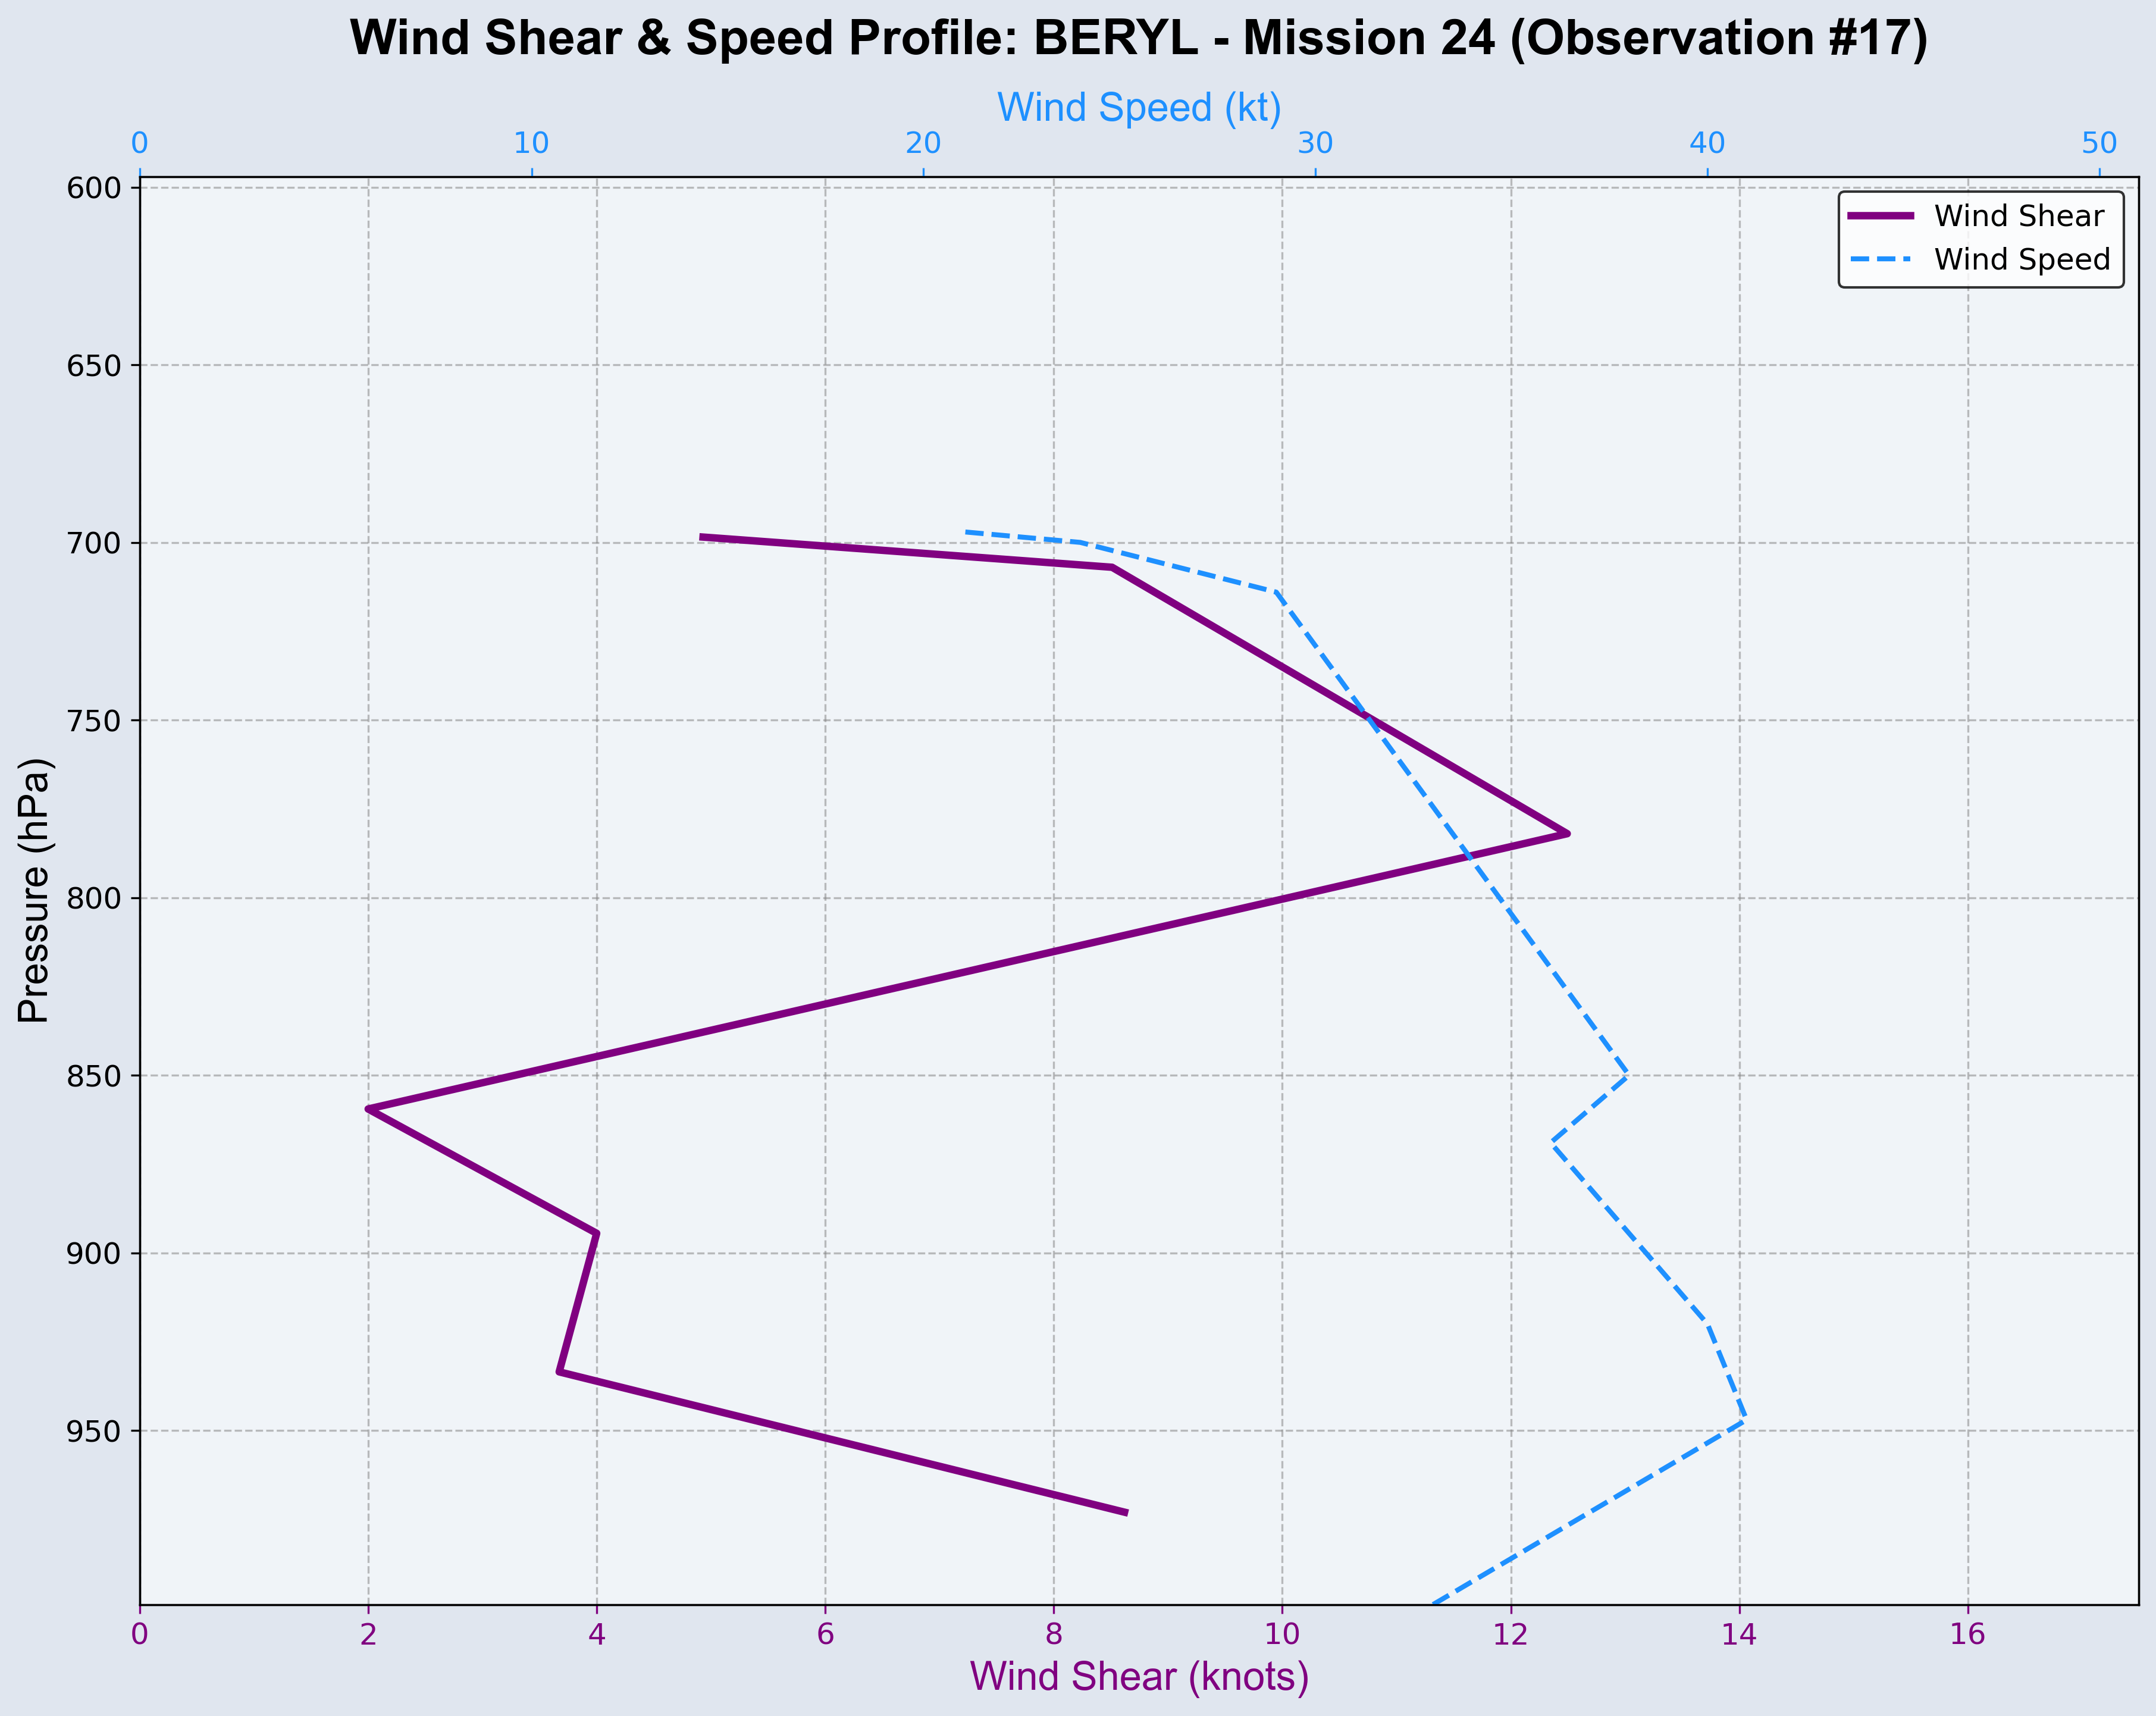 Wind Shear & Speed Profile: BERYL - Mission 24 (Observation #17)
Wind Speed (kt)
0 10 20 30 40 50
Wind Shear
Wind Speed
600
650
700
750
800
850
900
950
Pressure (hPa)
0 2 4 6 8 10 12 14 16
Wind Shear (knots)